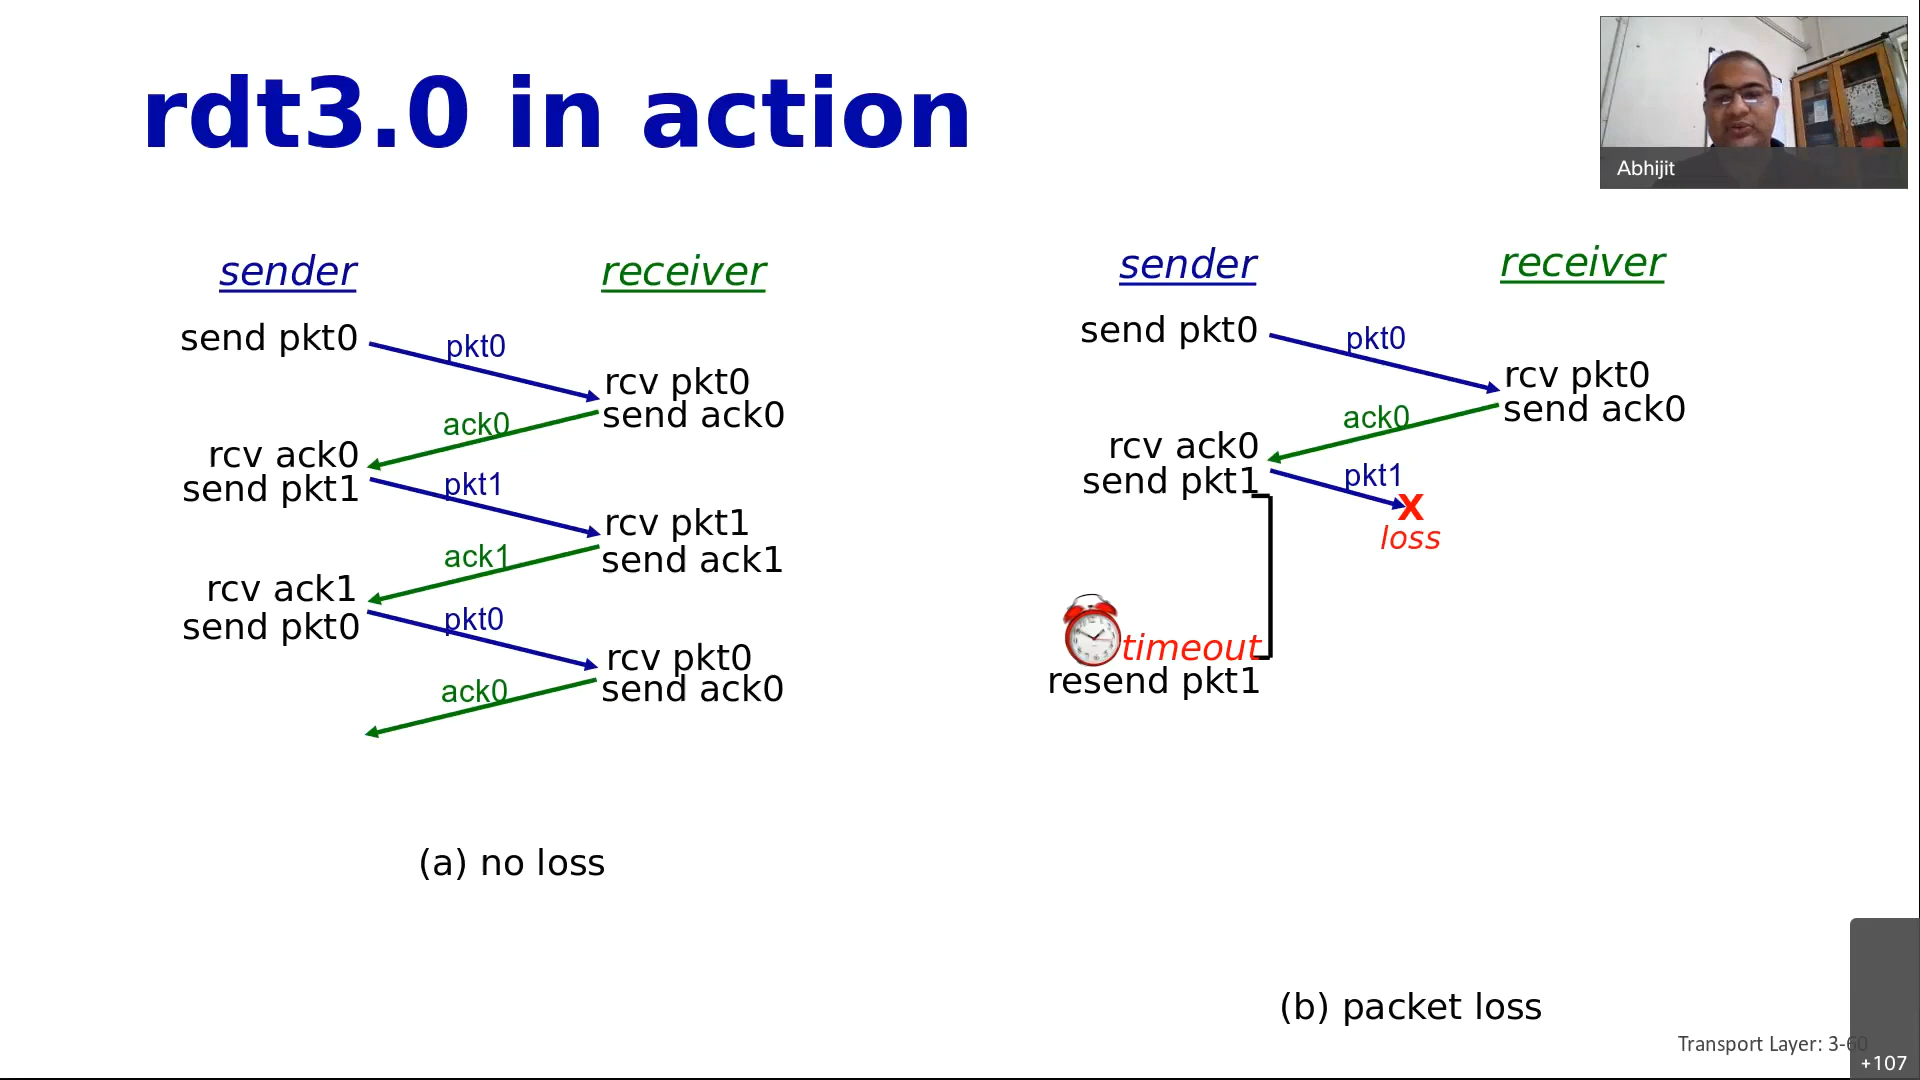 rdt3.0 in action
Abhijit
sender
receiver
send pkt0
pkt0
rcv pkt0
send ack0
ack0
rcv ack0
send pkt1
pkt1
rcv pkt1
send ack1
ack1
rcv ack1
send pkt0
pkt0
rcv pkt0
send ack0
ack0
(a) no loss
sender
receiver
send pkt0
pkt0
rcv pkt0
send ack0
ack0
rcv ack0
send pkt1
pkt1
X
loss
timeout
resend pkt1
(b) packet loss
Transport Layer: 3-60
+107